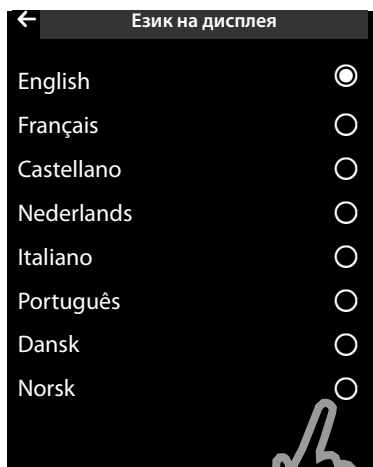 Език на дисплея
English
Français
Castellano
Nederlands
Italiano
Português
Dansk
Norsk